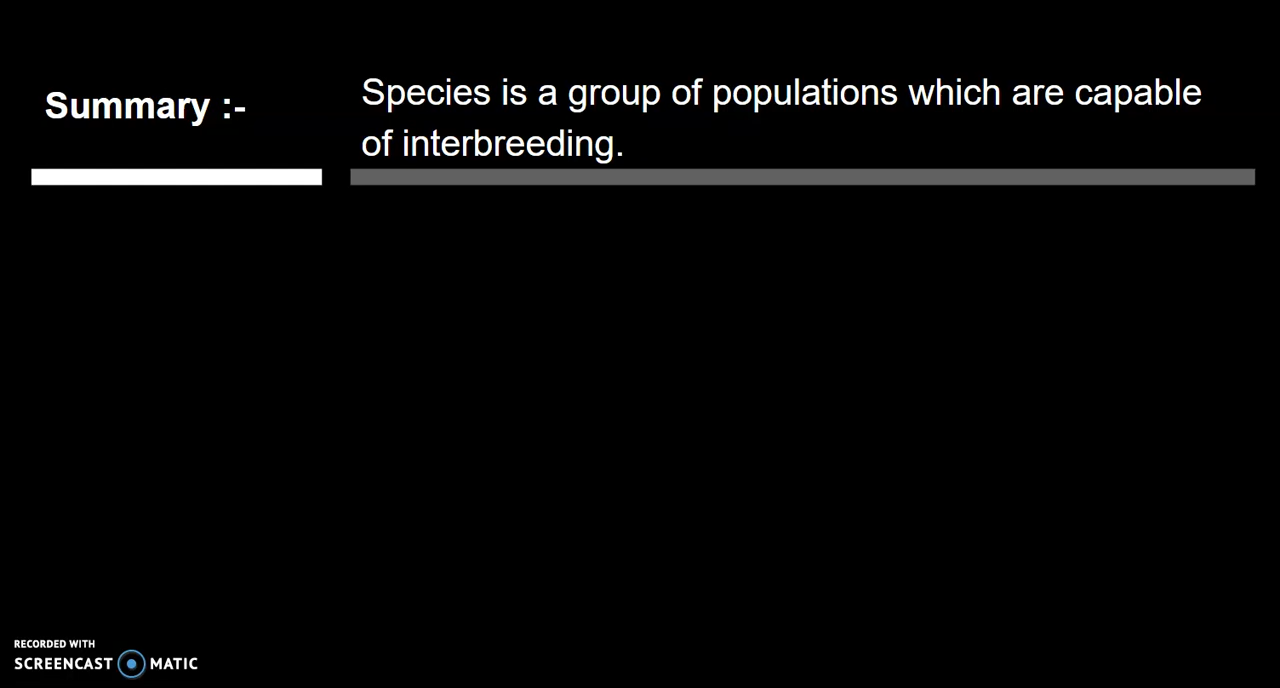 Summary :-
Species is a group of populations which are capable
of interbreeding.
RECORDED WITH
SCREENCAST MATIC